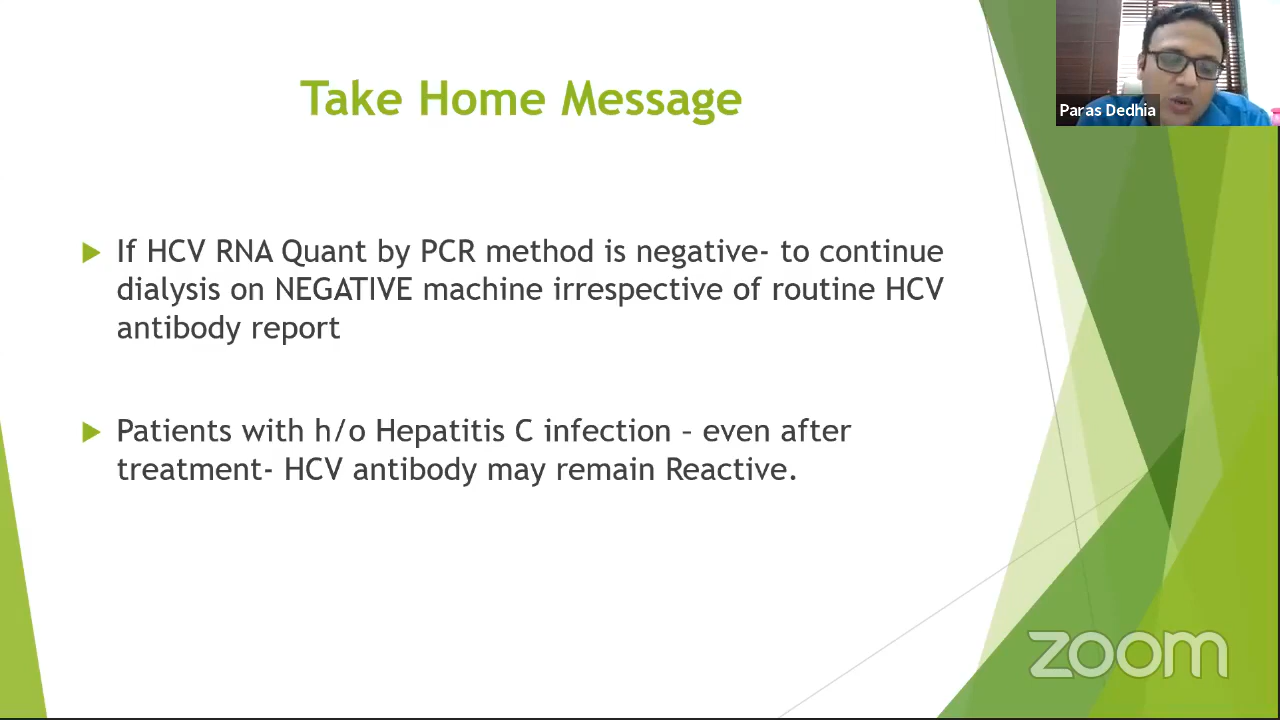 Take Home Message
Paras Dedhia
If HCV RNA Quant by PCR method is negative- to continue
dialysis on NEGATIVE machine irrespective of routine HCV
antibody report
Patients with h/o Hepatitis C infection – even after
treatment- HCV antibody may remain Reactive.
zoom